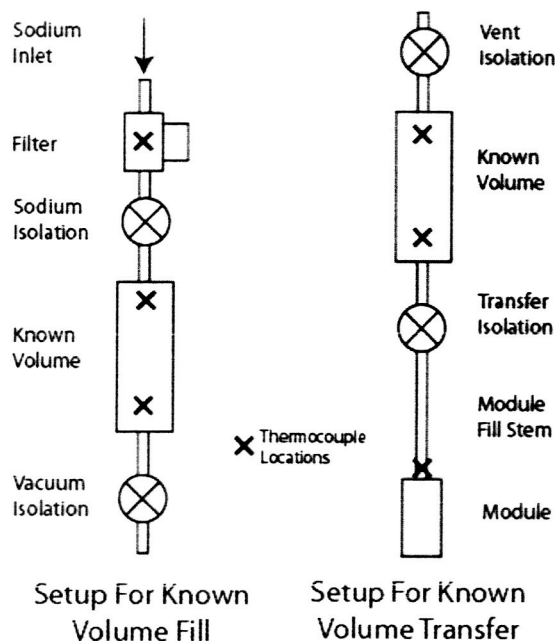 Sodium
Inlet
Filter
Sodium
Isolation
Known
Volume
Vacuum
Isolation
Setup For Known
Volume Fill
Thermocouple
Locations
Vent
Isolation
Known
Volume
Transfer
Isolation
Module
Fill Stem
Module
Setup For Known
Volume Transfer